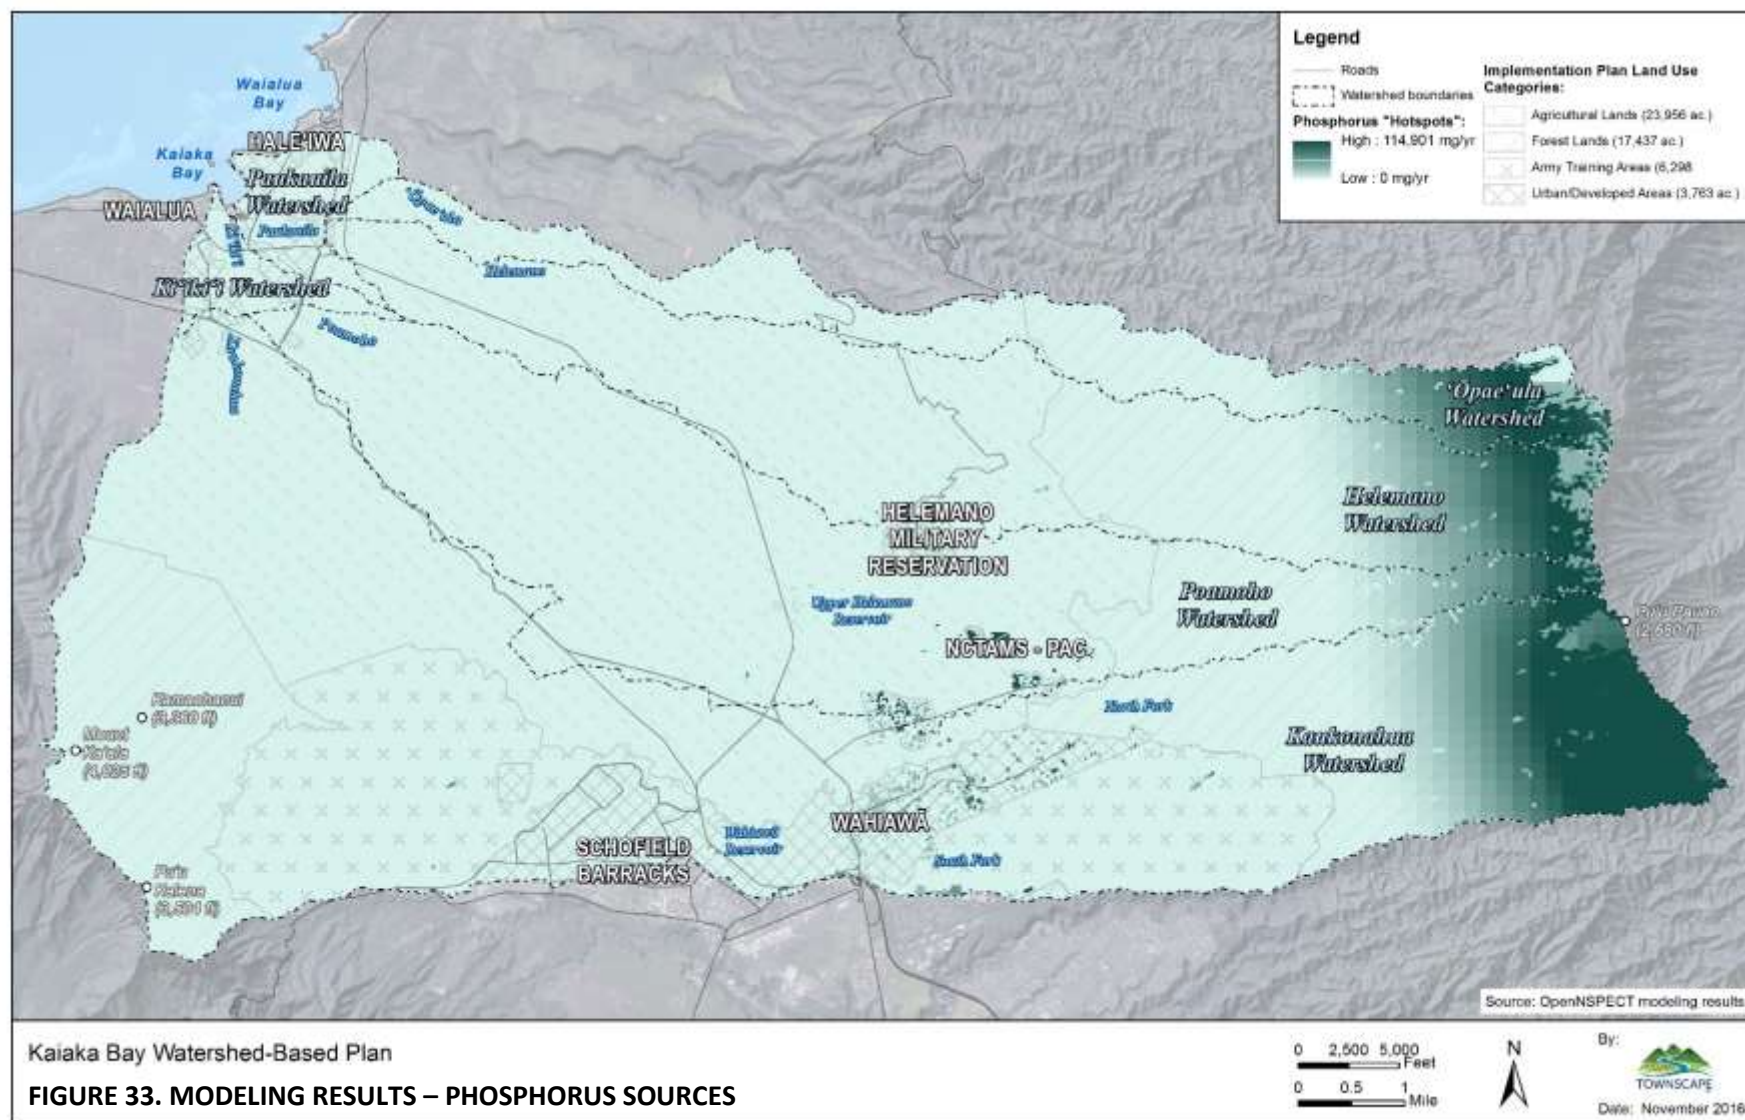 Legend
Roads
Watershed boundaries
Phosphorus "Hotspots":
High : 114,901 mg/yr
Low : 0 mg/yr
Implementation Plan Land Use
Categories:
Agricultural Lands (23,956 ac.)
Forest Lands (17,437 ac.)
Army Training Areas (6,298
Urban/Developed Areas (3,763 ac.)
Waialua
Bay
Kaiaka
Bay
HALE'IWA
WAIALUA
Paukauila
Watershed
Paukauila
Ki'iki'i Watershed
Helemano
Poamoho
'Opae'ula
Watershed
Helemano
Watershed
HELEMANO
MILITARY
RESERVATION
Poamoho
Watershed
Upper Helemano
Reservoir
NCTAMS - PAC
North Fork
Kaukonahua
Watershed
Mount
Ka'ala
WAHIAWĀ
SCHOFIELD
BARRACKS
Wahiawā
Reservoir
South Fork
Source: OpenNSPECT modeling results
Kaiaka Bay Watershed-Based Plan
FIGURE 33. MODELING RESULTS – PHOSPHORUS SOURCES
0 2,500 5,000
Feet
0 0.5 1
Mile
N
By:
TOWNSCAPE
Date: November 2016